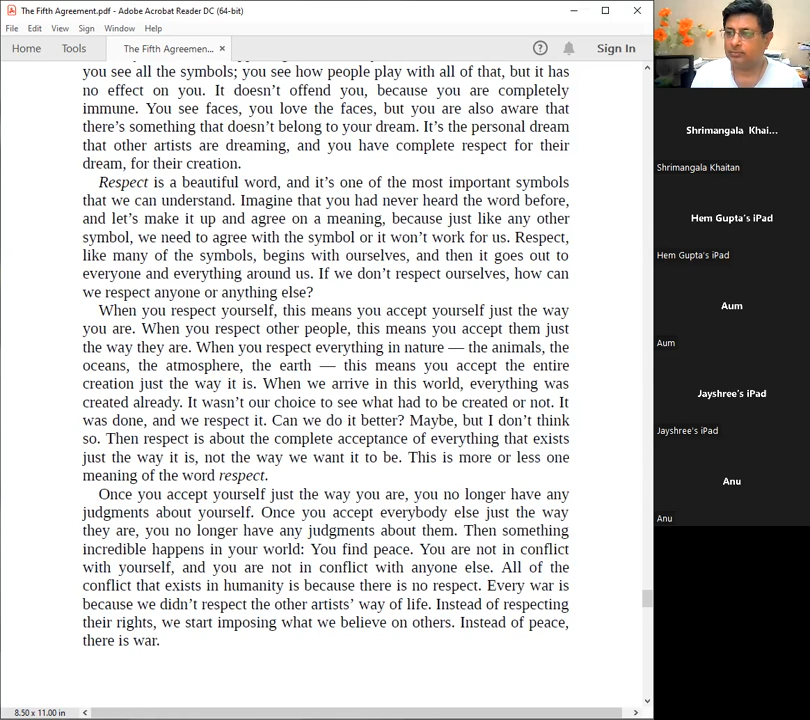 The Fifth Agreement.pdf - Adobe Acrobat Reader DC (64-bit)
File Edit View Sign Window Help
Home Tools The Fifth Agreemen... × Sign In
you see all the symbols; you see how people play with all of that, but it has
no effect on you. It doesn't offend you, because you are completely
immune. You see faces, you love the faces, but you are also aware that
there's something that doesn't belong to your dream. It's the personal dream
that other artists are dreaming, and you have complete respect for their
dream, for their creation.
Respect is a beautiful word, and it's one of the most important symbols
that we can understand. Imagine that you had never heard the word before,
and let's make it up and agree on a meaning, because just like any other
symbol, we need to agree with the symbol or it won't work for us. Respect,
like many of the symbols, begins with ourselves, and then it goes out to
everyone and everything around us. If we don't respect ourselves, how can
we respect anyone or anything else?
When you respect yourself, this means you accept yourself just the way
you are. When you respect other people, this means you accept them just
the way they are. When you respect everything in nature — the animals, the
oceans, the atmosphere, the earth — this means you accept the entire
creation just the way it is. When we arrive in this world, everything was
created already. It wasn't our choice to see what had to be created or not. It
was done, and we respect it. Can we do it better? Maybe, but I don't think
so. Then respect is about the complete acceptance of everything that exists
just the way it is, not the way we want it to be. This is more or less one
meaning of the word respect.
Once you accept yourself just the way you are, you no longer have any
judgments about yourself. Once you accept everybody else just the way
they are, you no longer have any judgments about them. Then something
incredible happens in your world: You find peace. You are not in conflict
with yourself, and you are not in conflict with anyone else. All of the
conflict that exists in humanity is because there is no respect. Every war is
because we didn't respect the other artists' way of life. Instead of respecting
their rights, we start imposing what we believe on others. Instead of peace,
there is war.
8.50 x 11.00 in
Shrimangala Khai...
Shrimangala Khaitan
Hem Gupta's iPad
Hem Gupta's iPad
Aum
Aum
Jayshree's iPad
Jayshree's iPad
Anu
Anu